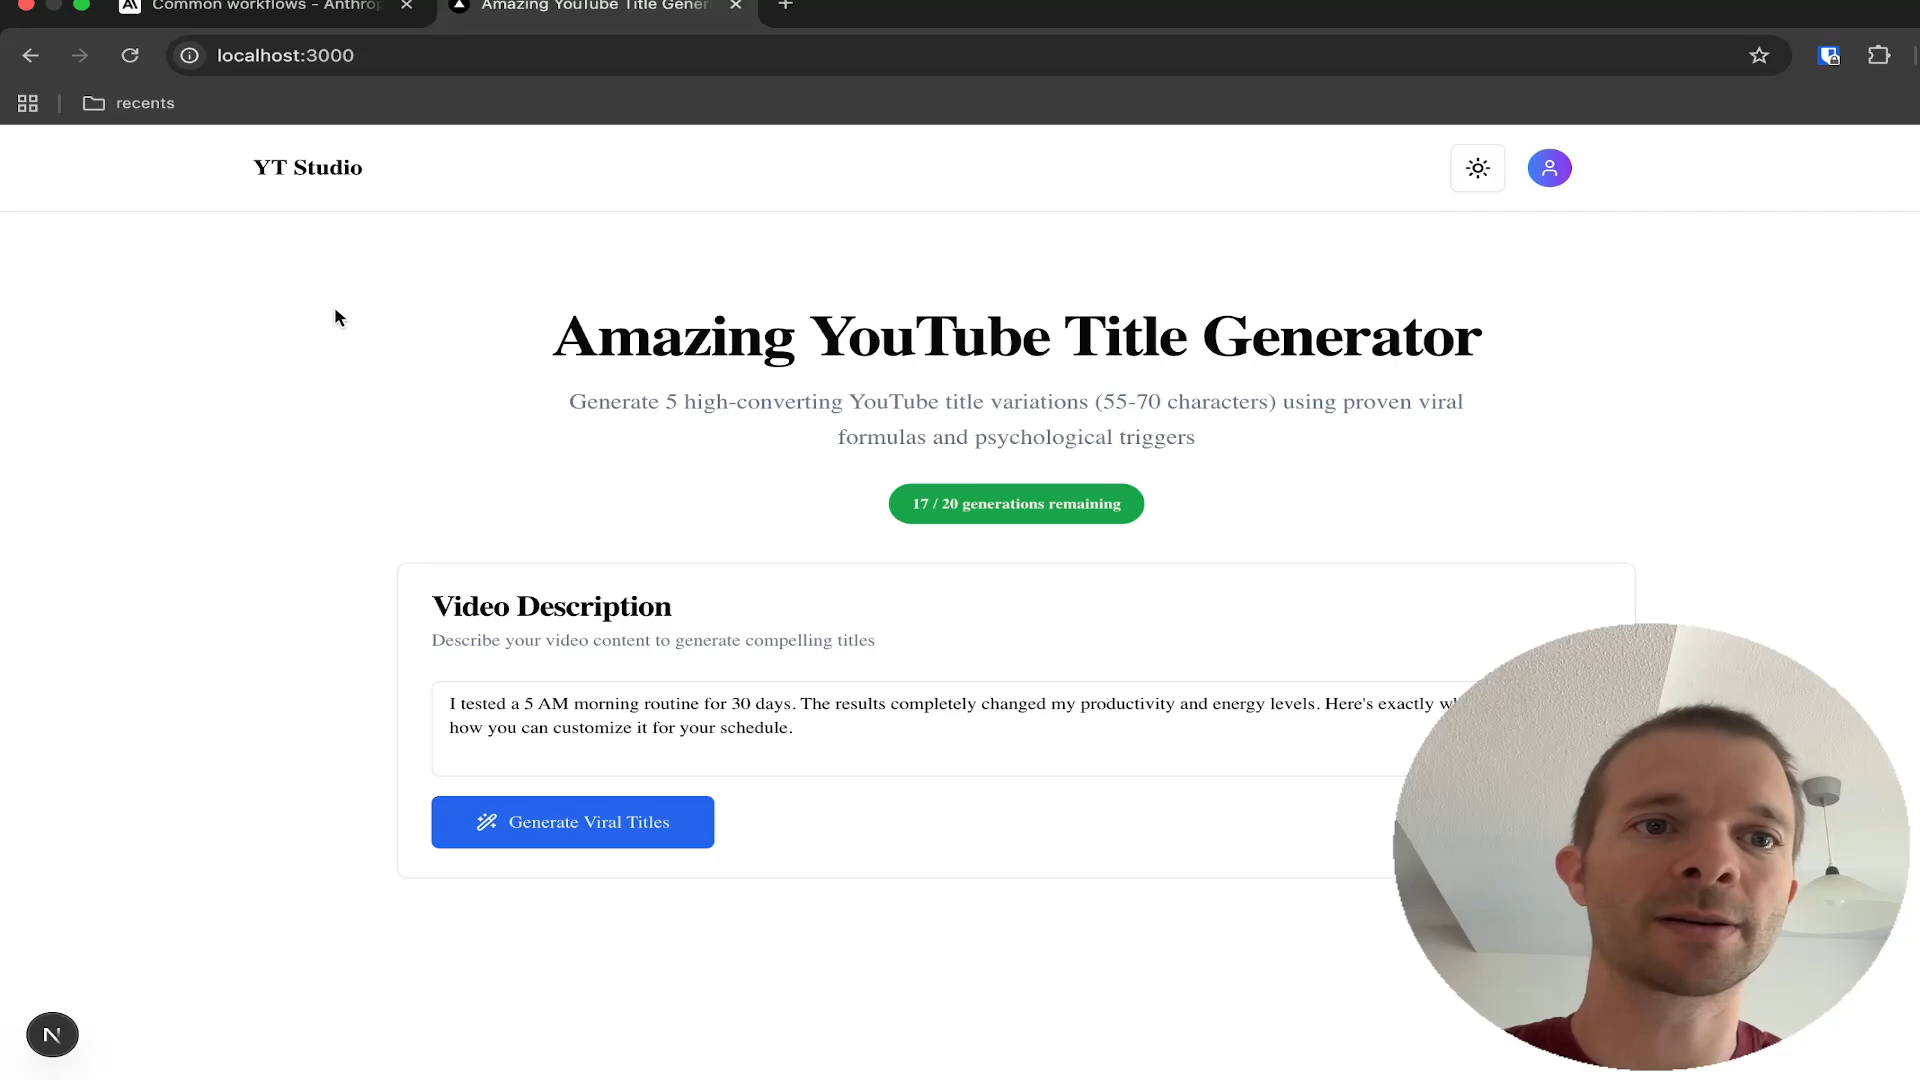 Common workflows - Anthrop
Amazing YouTube Title Gener
localhost:3000
recents
YT Studio
Amazing YouTube Title Generator
Generate 5 high-converting YouTube title variations (55-70 characters) using proven viral
formulas and psychological triggers
17 / 20 generations remaining
Video Description
Describe your video content to generate compelling titles
I tested a 5 AM morning routine for 30 days. The results completely changed my productivity and energy levels. Here's exactly
how you can customize it for your schedule.
Generate Viral Titles
N